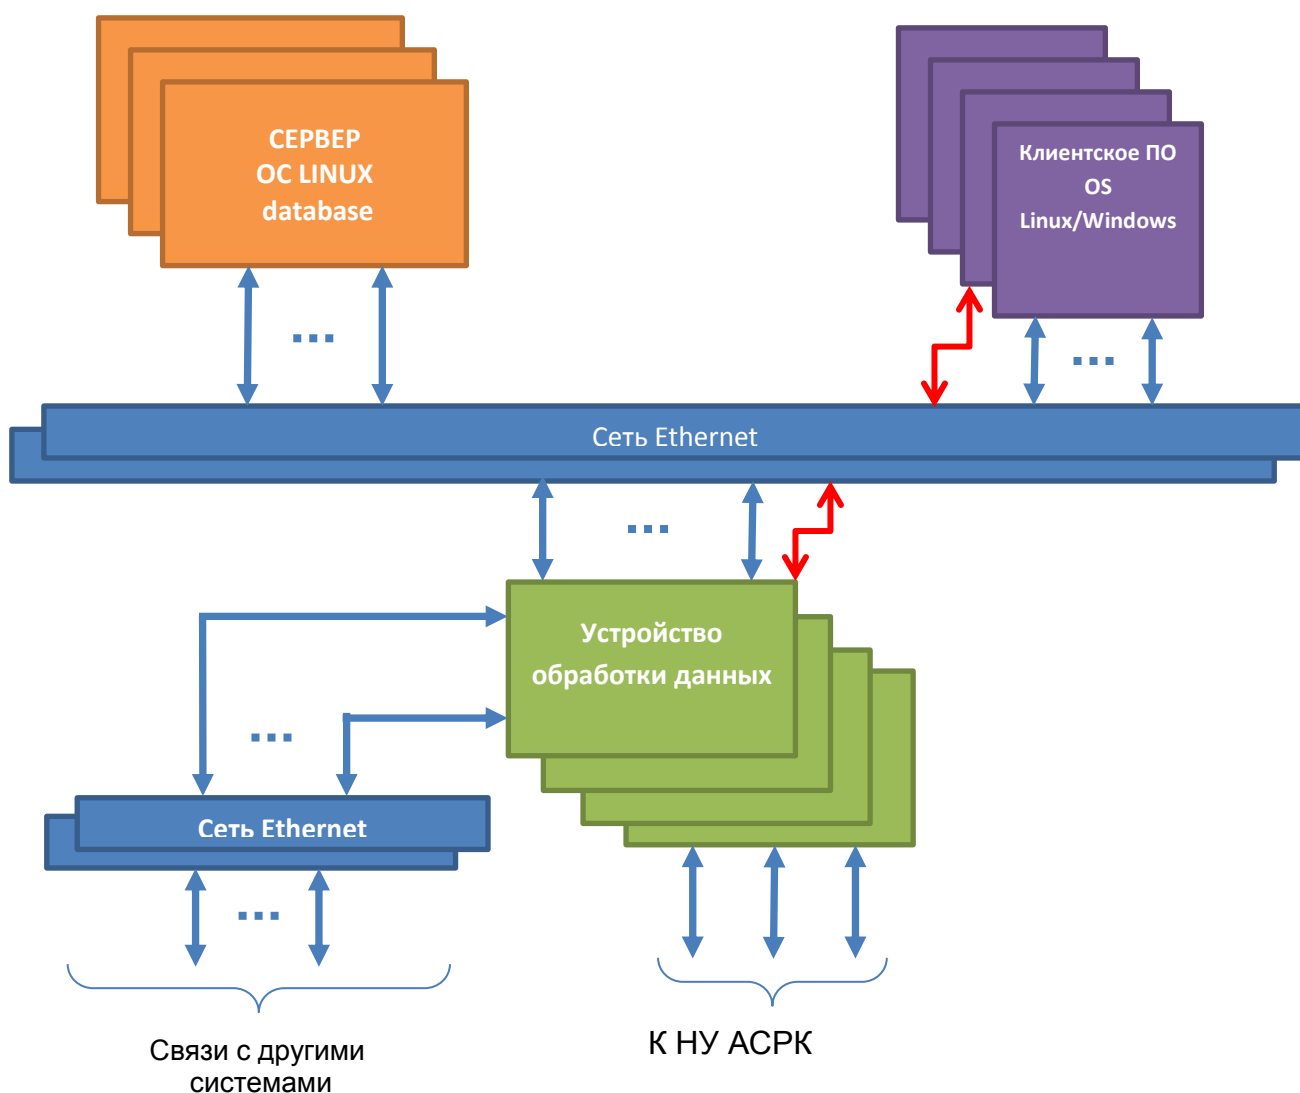 СЕРВЕР
ОС LINUX
database
Клиентское ПО
OS
Linux/Windows
...
...
Сеть Ethernet
...
Устройство
обработки данных
...
Сеть Ethernet
...
Связи с другими
системами
К НУ АСРК